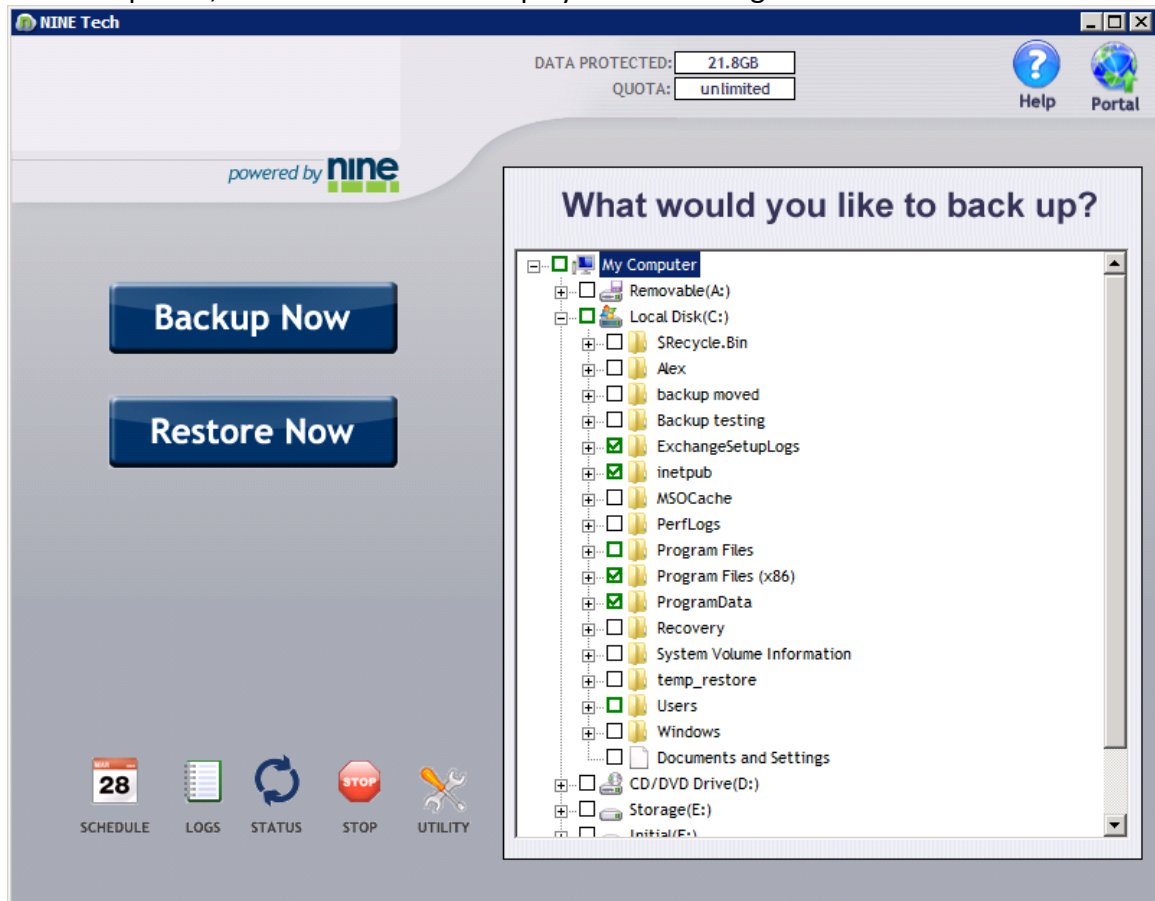 NINE Tech
DATA PROTECTED: 21.8GB
QUOTA: unlimited
Help
Portal
powered by nine
What would you like to back up?
My Computer
Removable(A:)
Local Disk(C:)
$Recycle.Bin
Alex
backup moved
Backup testing
ExchangeSetupLogs
inetpub
MSOCache
PerfLogs
Program Files
Program Files (x86)
ProgramData
Recovery
System Volume Information
temp_restore
Users
Windows
Documents and Settings
CD/DVD Drive(D:)
Storage(E:)
Backup Now
Restore Now
MAR
28
STOP
SCHEDULE
LOGS
STATUS
STOP
UTILITY